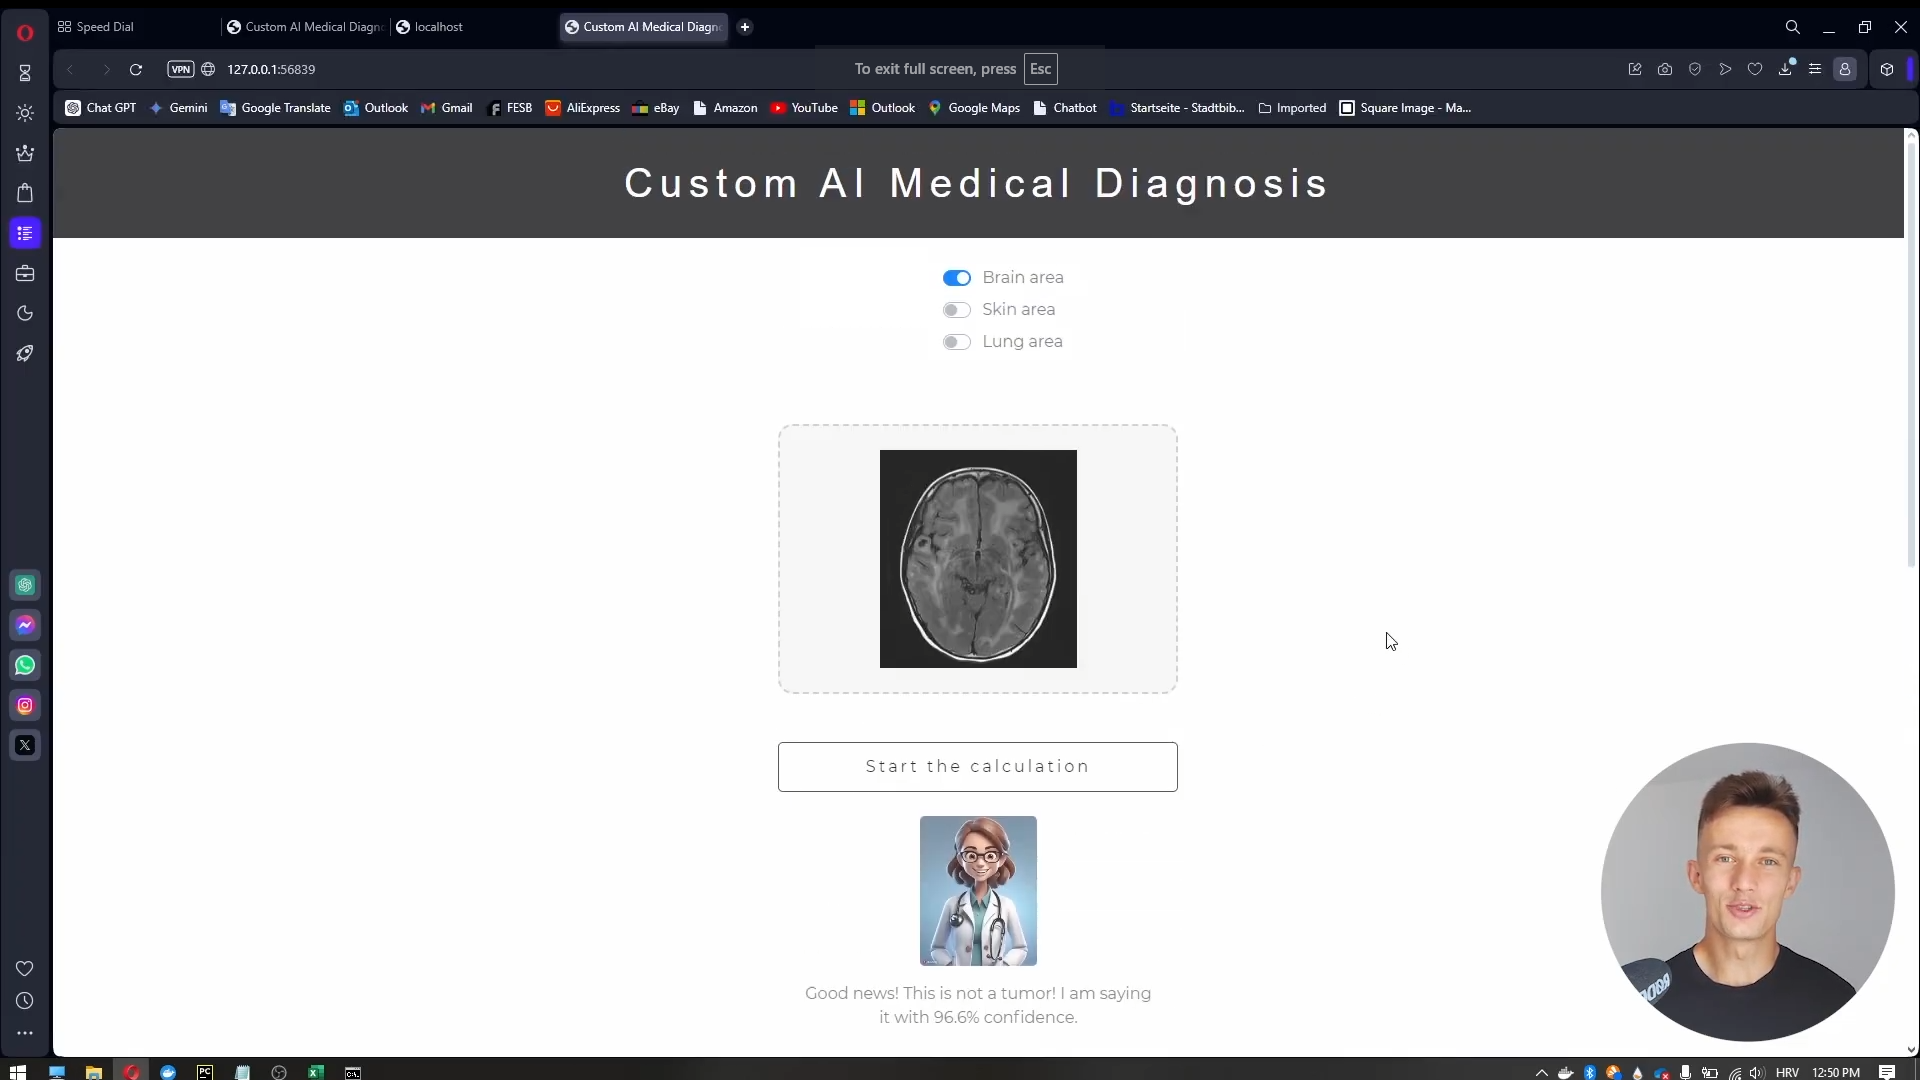 Speed Dial
Custom AI Medical Diagn
localhost
Custom AI Medical Diagn
VPN
127.0.0.1:56839
To exit full screen, press Esc
Chat GPT
Gemini
Google Translate
Outlook
Gmail
FESB
AliExpress
eBay
Amazon
YouTube
Outlook
Google Maps
Chatbot
Startseite - Stadtbib...
Imported
Square Image - Ma...
Custom AI Medical Diagnosis
Brain area
Skin area
Lung area
Start the calculation
Good news! This is not a tumor! I am saying
it with 96.6% confidence.
PC
HRV
12:50 PM